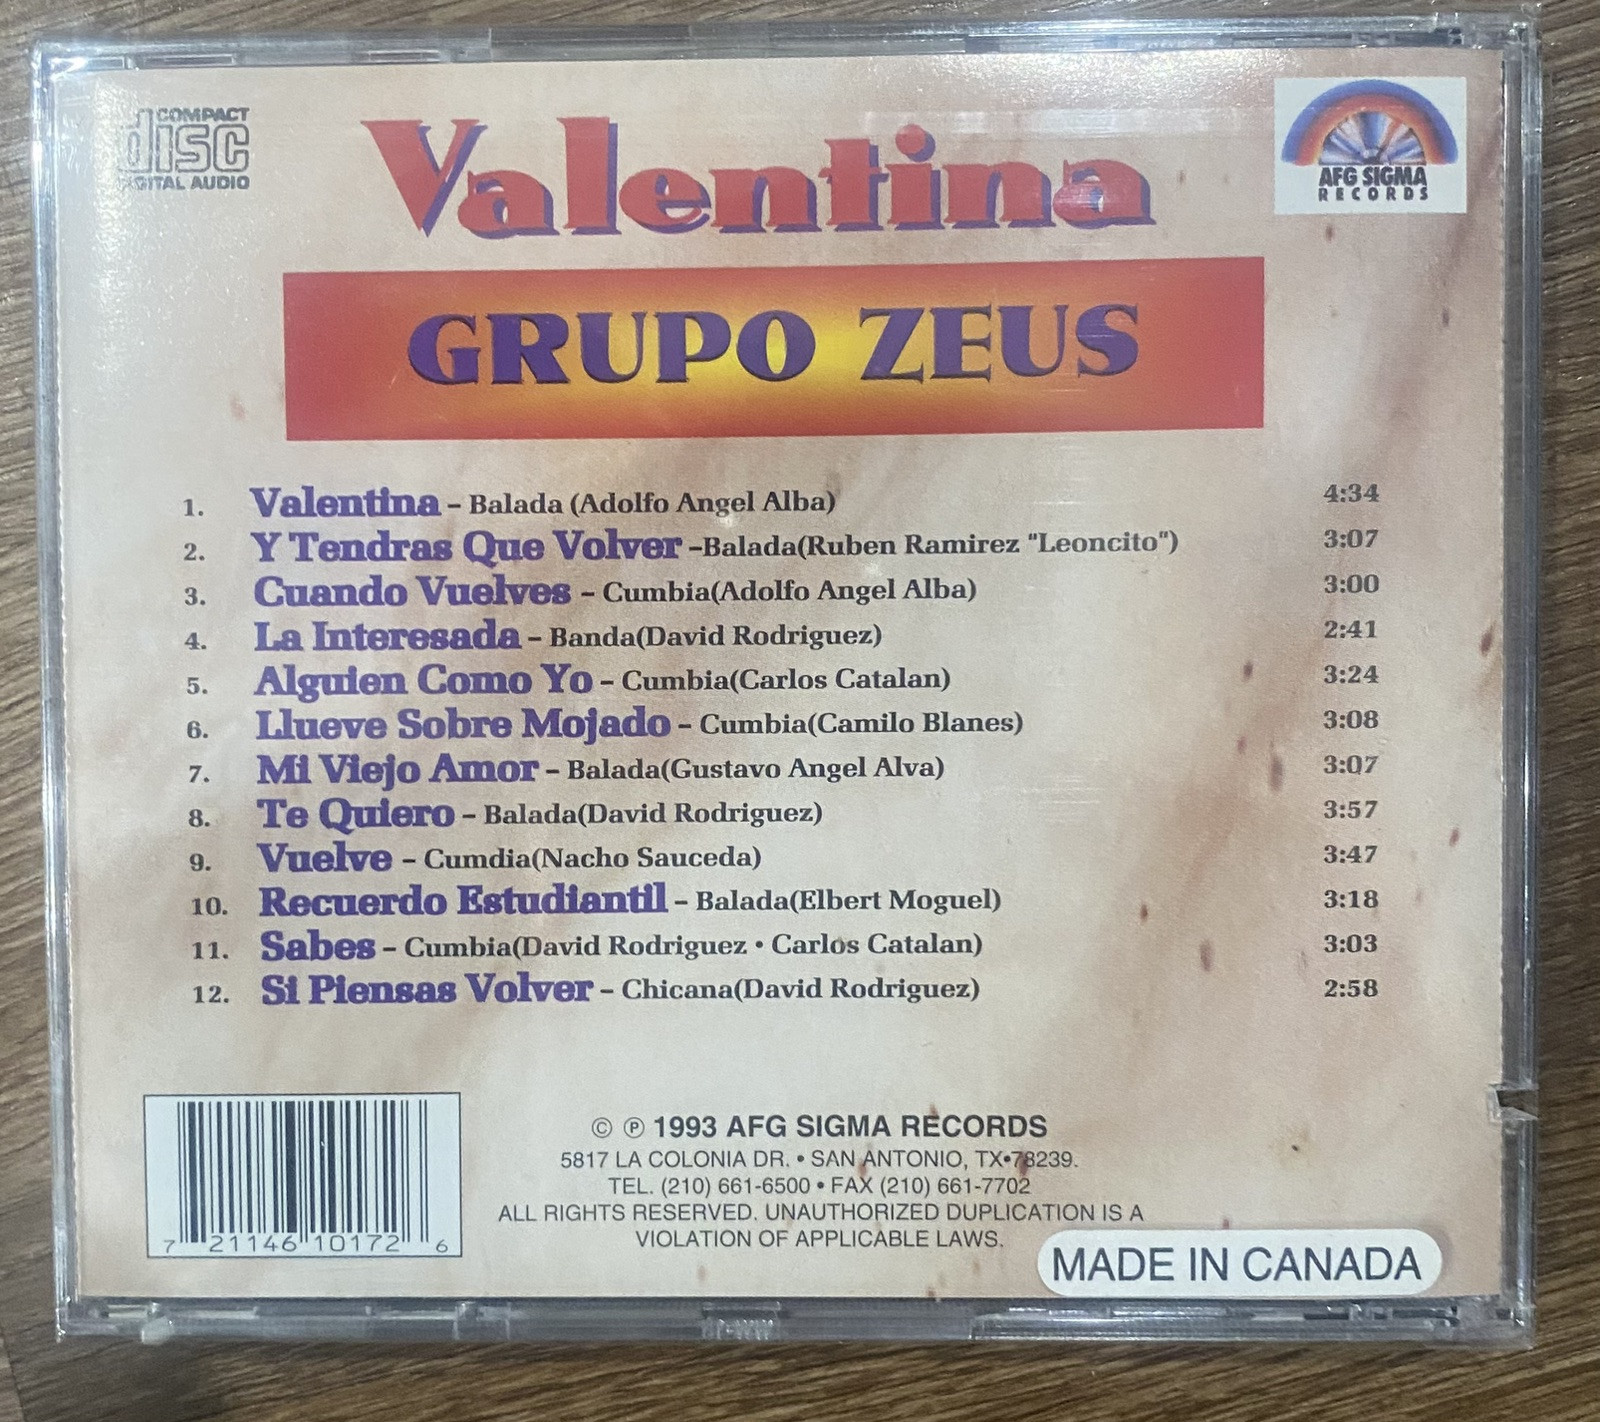 COMPACT
disc
DIGITAL AUDIO
Valentina
AFG SIGMA
RECORDS
GRUPO ZEUS
1. Valentina – Balada (Adolfo Angel Alba) 4:34
2. Y Tendras Que Volver –Balada(Ruben Ramirez "Leoncito") 3:07
3. Cuando Vuelves – Cumbia(Adolfo Angel Alba) 3:00
4. La Interesada – Banda(David Rodriguez) 2:41
5. Alguien Como Yo – Cumbia(Carlos Catalan) 3:24
6. Llueve Sobre Mojado – Cumbia(Camilo Blanes) 3:08
7. Mi Viejo Amor – Balada(Gustavo Angel Alva) 3:07
8. Te Quiero – Balada(David Rodriguez) 3:57
9. Vuelve – Cumdia(Nacho Sauceda) 3:47
10. Recuerdo Estudiantil – Balada(Elbert Moguel) 3:18
11. Sabes – Cumbia(David Rodriguez • Carlos Catalan) 3:03
12. Si Piensas Volver – Chicana(David Rodriguez) 2:58
© ℗ 1993 AFG SIGMA RECORDS
5817 LA COLONIA DR. • SAN ANTONIO, TX•78239.
TEL. (210) 661-6500 • FAX (210) 661-7702
ALL RIGHTS RESERVED. UNAUTHORIZED DUPLICATION IS A
VIOLATION OF APPLICABLE LAWS.
7 21146 10172 6
MADE IN CANADA